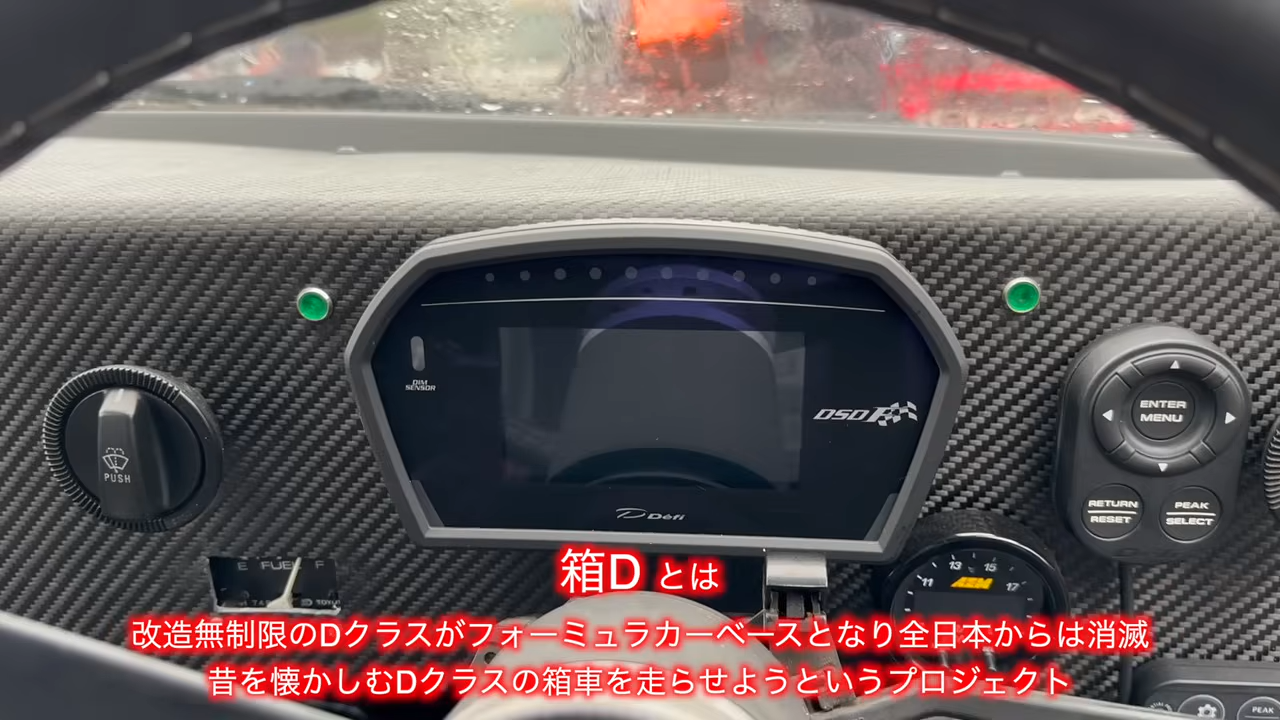 DIM
SENSOR
DSDF
Defi
PUSH
E FUEL F
ENTER
MENU
RETURN
RESET
PEAK
SELECT
11 13 15 17
AEM
PEAK
箱D とは
改造無制限のDクラスがフォーミュラカーベースとなり全日本からは消滅
昔を懐かしむDクラスの箱車を走らせようというプロジェクト